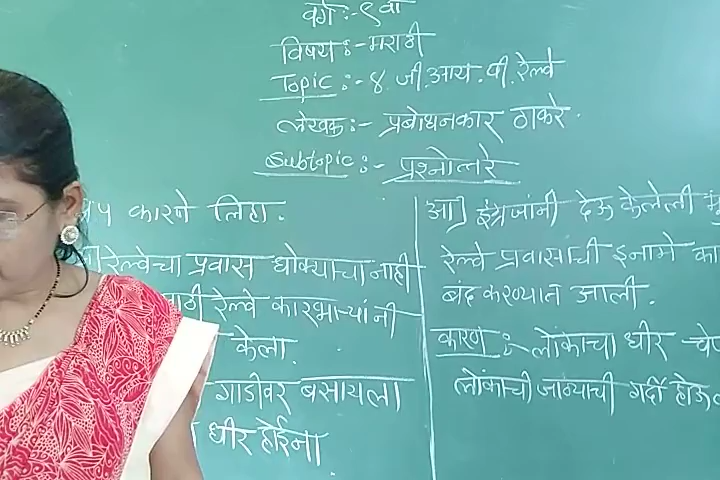 वर्ग :- ९ वी
विषय :- मराठी
Topic :- ४. जी. आय. पी. रेल्वे
लेखक :- प्रबोधनकार ठाकरे.
Subtopic :- प्रश्नोत्तरे
कारणे लिहा.
रेल्वेचा प्रवास धोक्याचा नाही
रेल्वे कारभाऱ्यांनी
केला.
गाडीवर बसायला
धीर होईना.
आ] इंग्रजांनी देऊ केलेली
रेल्वे प्रवासाची इनामे
बंद करण्यात आली.
कारण :- लोकांचा धीर
लोकांची जाण्याची गर्दी